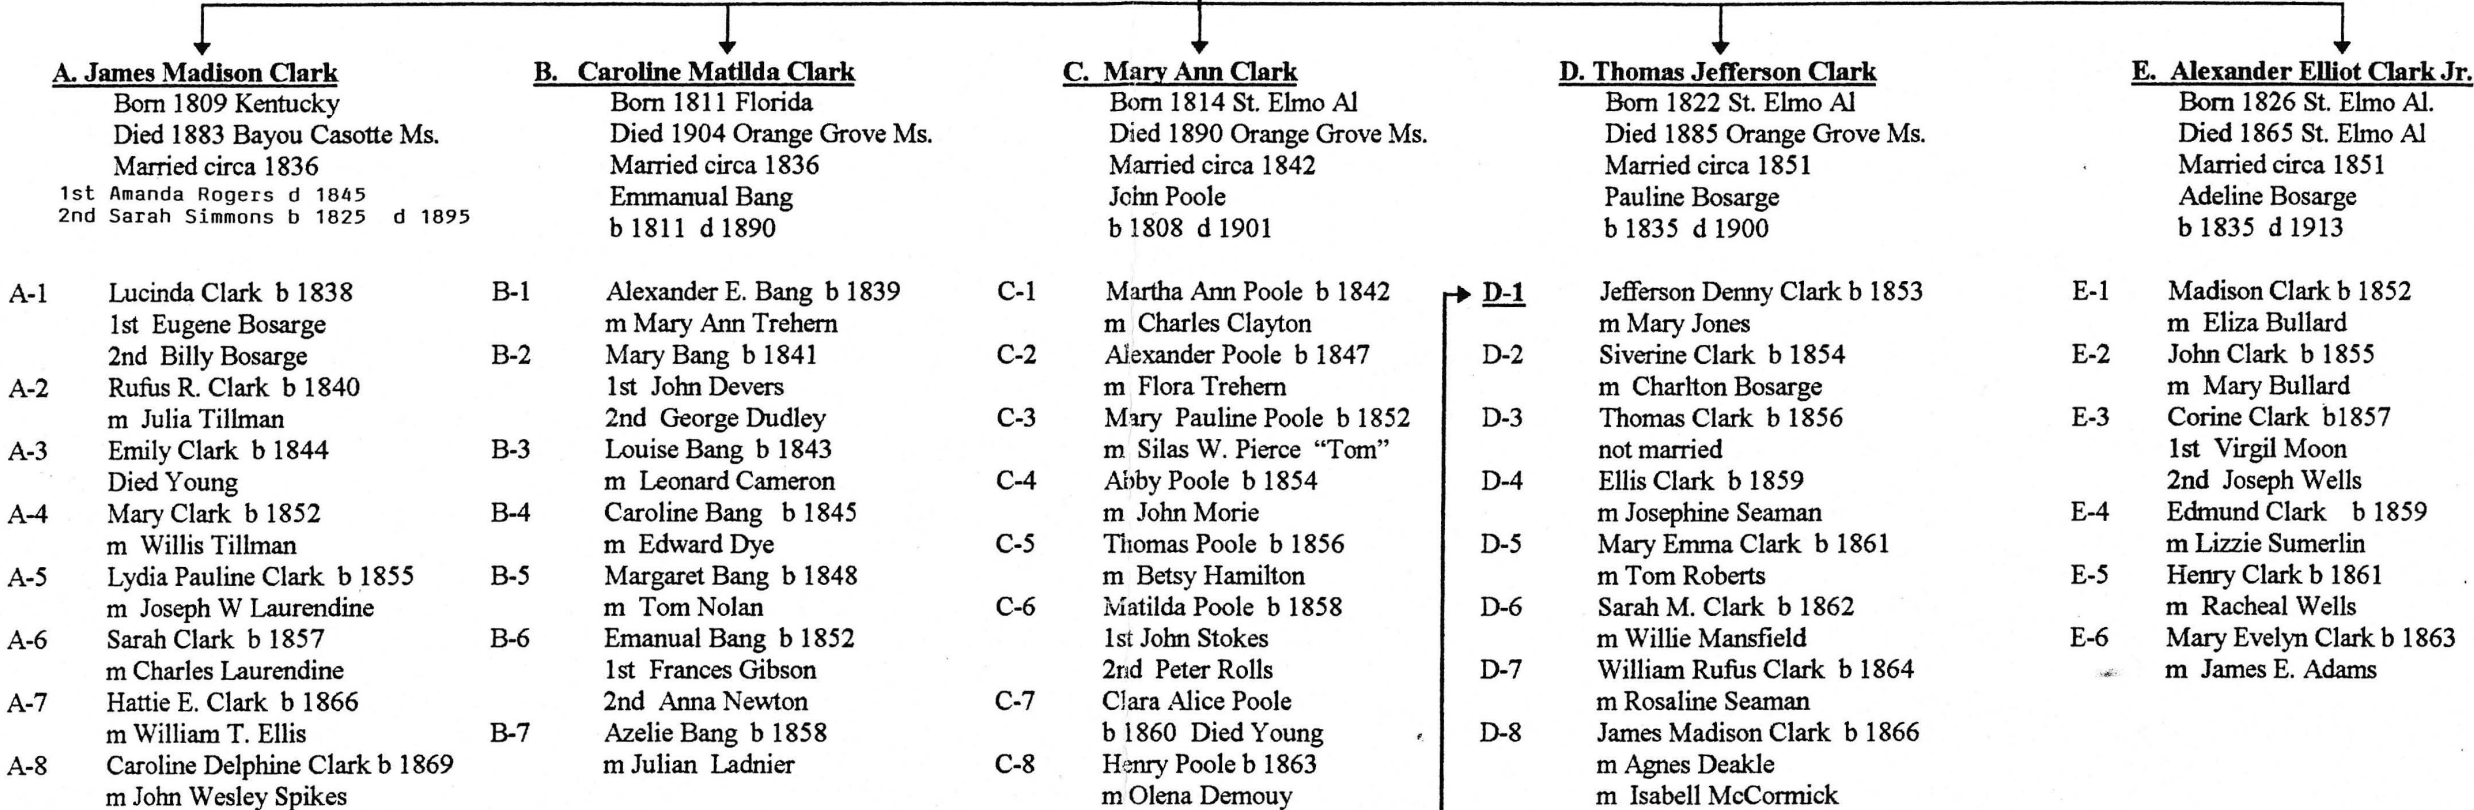 A. James Madison Clark
Born 1809 Kentucky
Died 1883 Bayou Casotte Ms.
Married circa 1836
1st Amanda Rogers d 1845
2nd Sarah Simmons b 1825 d 1895
A-1 Lucinda Clark b 1838
1st Eugene Bosarge
2nd Billy Bosarge
A-2 Rufus R. Clark b 1840
m Julia Tillman
A-3 Emily Clark b 1844
Died Young
A-4 Mary Clark b 1852
m Willis Tillman
A-5 Lydia Pauline Clark b 1855
m Joseph W Laurendine
A-6 Sarah Clark b 1857
m Charles Laurendine
A-7 Hattie E. Clark b 1866
m William T. Ellis
A-8 Caroline Delphine Clark b 1869
m John Wesley Spikes
B. Caroline Matilda Clark
Born 1811 Florida
Died 1904 Orange Grove Ms.
Married circa 1836
Emmanual Bang
b 1811 d 1890
B-1 Alexander E. Bang b 1839
m Mary Ann Trehern
B-2 Mary Bang b 1841
1st John Devers
2nd George Dudley
B-3 Louise Bang b 1843
m Leonard Cameron
B-4 Caroline Bang b 1845
m Edward Dye
B-5 Margaret Bang b 1848
m Tom Nolan
B-6 Emanual Bang b 1852
1st Frances Gibson
2nd Anna Newton
B-7 Azelie Bang b 1858
m Julian Ladnier
C. Mary Ann Clark
Born 1814 St. Elmo Al
Died 1890 Orange Grove Ms.
Married circa 1842
John Poole
b 1808 d 1901
C-1 Martha Ann Poole b 1842
m Charles Clayton
C-2 Alexander Poole b 1847
m Flora Trehern
C-3 Mary Pauline Poole b 1852
m Silas W. Pierce “Tom”
C-4 Abby Poole b 1854
m John Morie
C-5 Thomas Poole b 1856
m Betsy Hamilton
C-6 Matilda Poole b 1858
1st John Stokes
2nd Peter Rolls
C-7 Clara Alice Poole
b 1860 Died Young
C-8 Henry Poole b 1863
m Olena Demouy
D. Thomas Jefferson Clark
Born 1822 St. Elmo Al
Died 1885 Orange Grove Ms.
Married circa 1851
Pauline Bosarge
b 1835 d 1900
D-1 Jefferson Denny Clark b 1853
m Mary Jones
D-2 Siverine Clark b 1854
m Charlton Bosarge
D-3 Thomas Clark b 1856
not married
D-4 Ellis Clark b 1859
m Josephine Seaman
D-5 Mary Emma Clark b 1861
m Tom Roberts
D-6 Sarah M. Clark b 1862
m Willie Mansfield
D-7 William Rufus Clark b 1864
m Rosaline Seaman
D-8 James Madison Clark b 1866
m Agnes Deakle
m Isabell McCormick
E. Alexander Elliot Clark Jr.
Born 1826 St. Elmo Al.
Died 1865 St. Elmo Al
Married circa 1851
Adeline Bosarge
b 1835 d 1913
E-1 Madison Clark b 1852
m Eliza Bullard
E-2 John Clark b 1855
m Mary Bullard
E-3 Corine Clark b1857
1st Virgil Moon
2nd Joseph Wells
E-4 Edmund Clark b 1859
m Lizzie Sumerlin
E-5 Henry Clark b 1861
m Racheal Wells
E-6 Mary Evelyn Clark b 1863
m James E. Adams